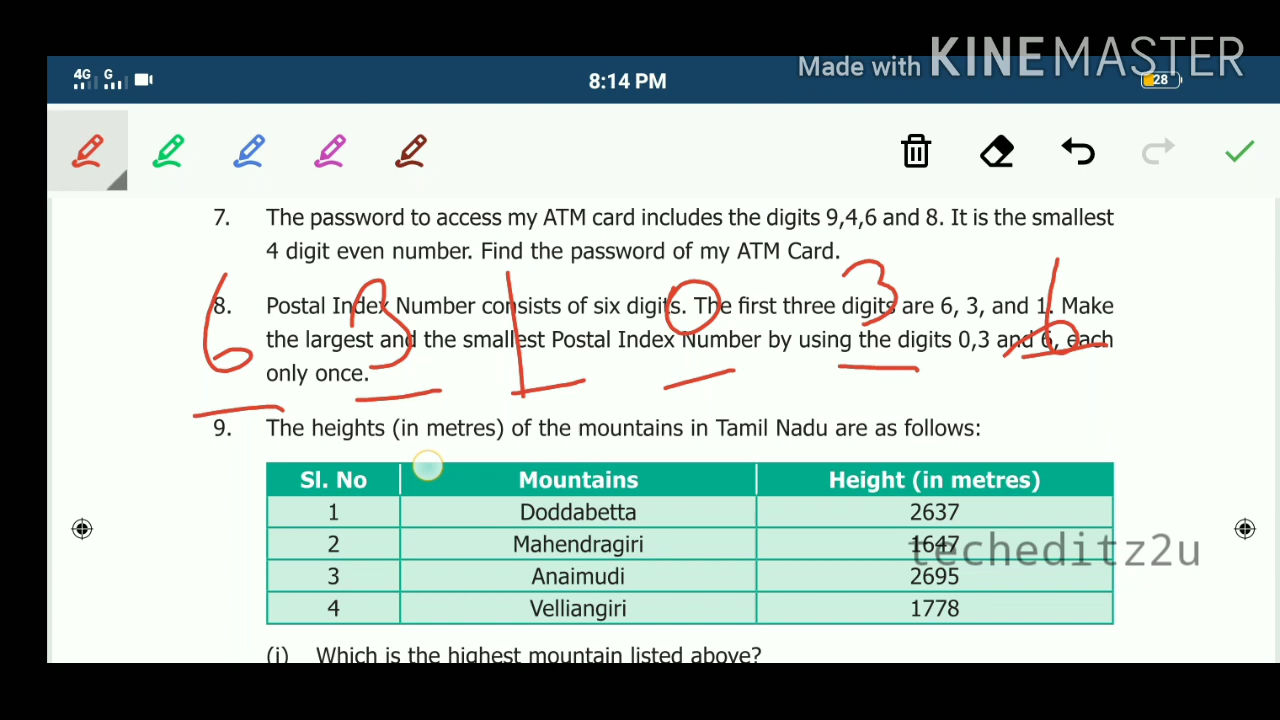 Made with KINEMASTER
4G G 8:14 PM 28
7. The password to access my ATM card includes the digits 9,4,6 and 8. It is the smallest
4 digit even number. Find the password of my ATM Card.
6 3 1 0 3 6
8. Postal Index Number consists of six digits. The first three digits are 6, 3, and 1. Make
the largest and the smallest Postal Index Number by using the digits 0,3 and 6, each
only once.
9. The heights (in metres) of the mountains in Tamil Nadu are as follows:
Sl. No Mountains Height (in metres)
1 Doddabetta 2637
2 Mahendragiri 1647
techeditz2u
3 Anaimudi 2695
4 Velliangiri 1778
(i) Which is the highest mountain listed above?